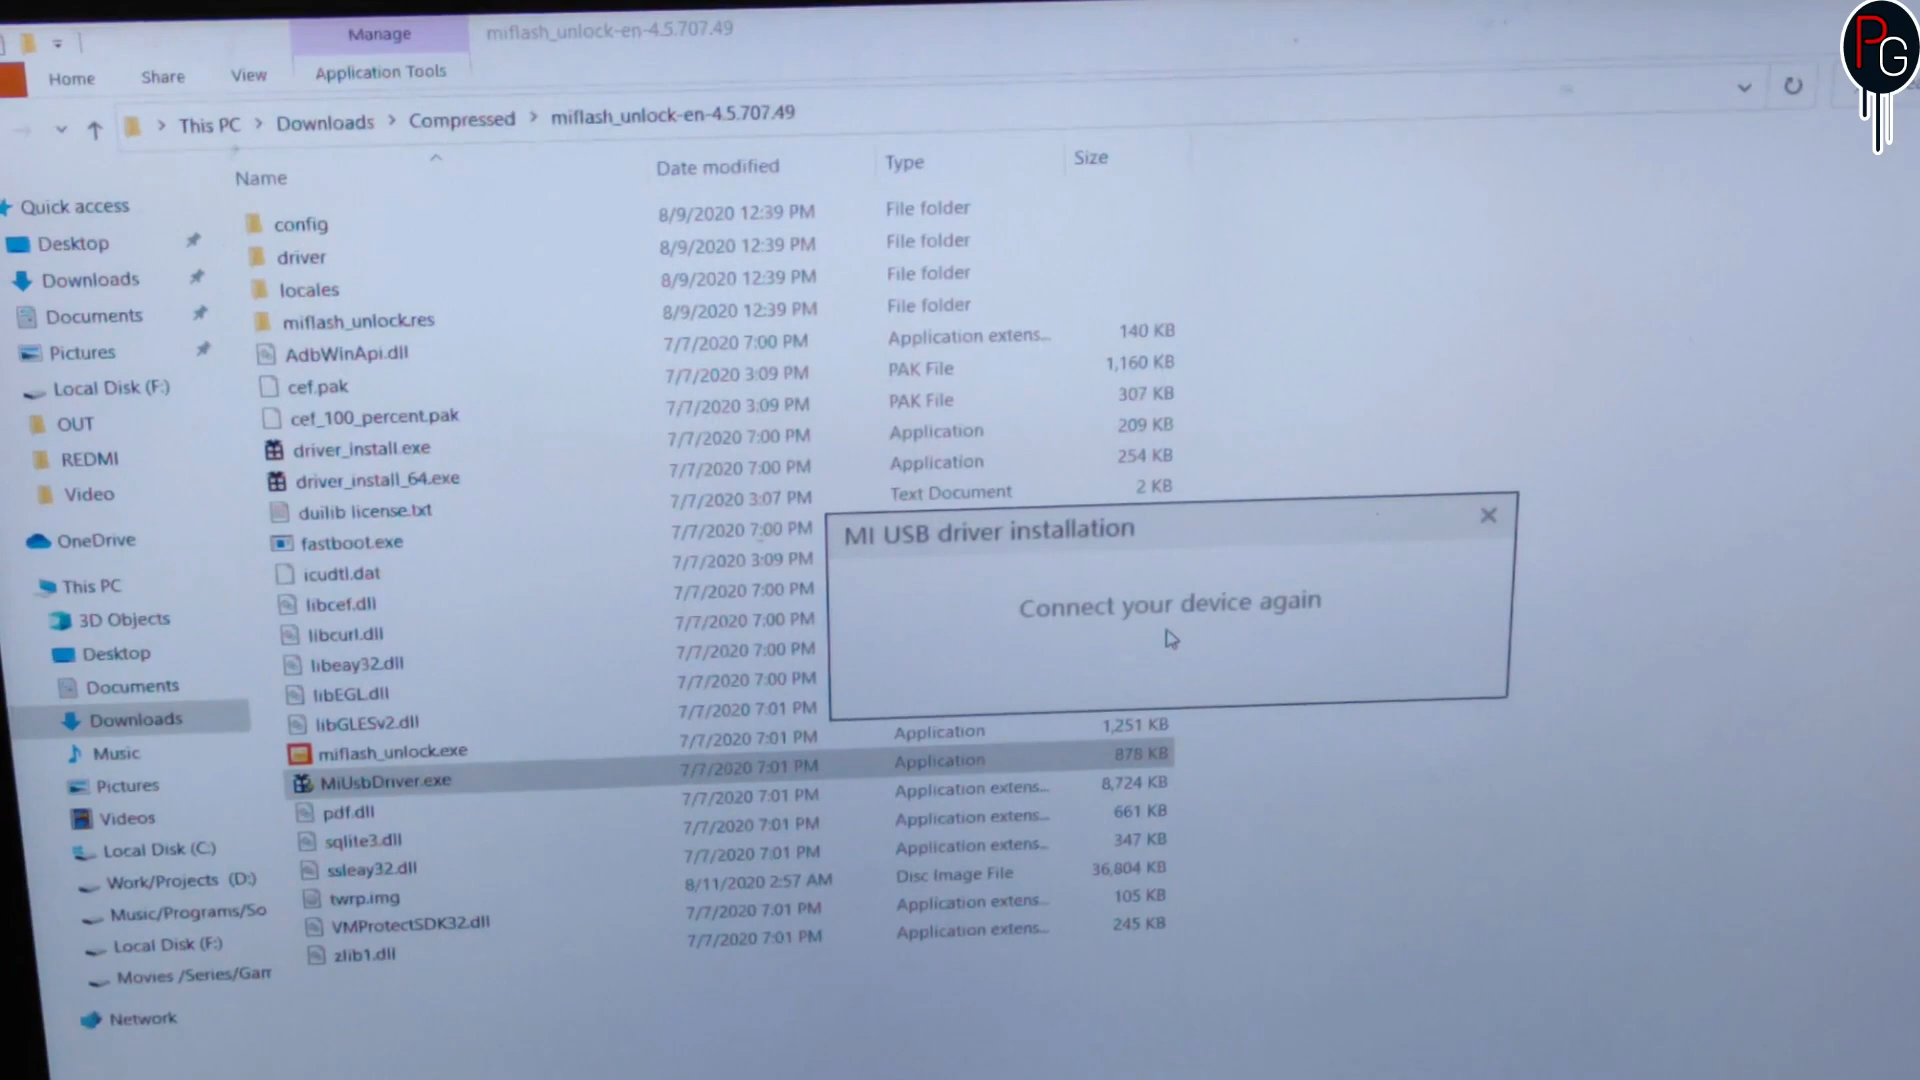 Manage
miflash_unlock-en-4.5.707.49
Home
Share
View
Application Tools
This PC > Downloads > Compressed > miflash_unlock-en-4.5.707.49
Name
Date modified
Type
Size
Quick access
Desktop
Downloads
Documents
Pictures
Local Disk (F:)
OUT
REDMI
Video
OneDrive
This PC
3D Objects
Desktop
Documents
Downloads
Music
Pictures
Videos
Local Disk (C:)
Work/Projects (D:)
Music/Programs/So
Local Disk (F:)
Movies /Series/Gam
Network
config 8/9/2020 12:39 PM File folder
driver 8/9/2020 12:39 PM File folder
locales 8/9/2020 12:39 PM File folder
miflash_unlock.res 8/9/2020 12:39 PM File folder
AdbWinApi.dll 7/7/2020 7:00 PM Application extens... 140 KB
cef.pak 7/7/2020 3:09 PM PAK File 1,160 KB
cef_100_percent.pak 7/7/2020 3:09 PM PAK File 307 KB
driver_install.exe 7/7/2020 7:00 PM Application 209 KB
driver_install_64.exe 7/7/2020 7:00 PM Application 254 KB
duilib license.txt 7/7/2020 3:07 PM Text Document 2 KB
fastboot.exe 7/7/2020 7:00 PM
icudtl.dat 7/7/2020 3:09 PM
libcef.dll 7/7/2020 7:00 PM
libcurl.dll 7/7/2020 7:00 PM
libeay32.dll 7/7/2020 7:00 PM
libEGL.dll 7/7/2020 7:00 PM
libGLESv2.dll 7/7/2020 7:01 PM
miflash_unlock.exe 7/7/2020 7:01 PM Application 1,251 KB
MiUsbDriver.exe 7/7/2020 7:01 PM Application 878 KB
pdf.dll 7/7/2020 7:01 PM Application extens... 8,724 KB
sqlite3.dll 7/7/2020 7:01 PM Application extens... 661 KB
ssleay32.dll 7/7/2020 7:01 PM Application extens... 347 KB
twrp.img 8/11/2020 2:57 AM Disc Image File 36,804 KB
VMProtectSDK32.dll 7/7/2020 7:01 PM Application extens... 105 KB
zlib1.dll 7/7/2020 7:01 PM Application extens... 245 KB
MI USB driver installation
Connect your device again
PG